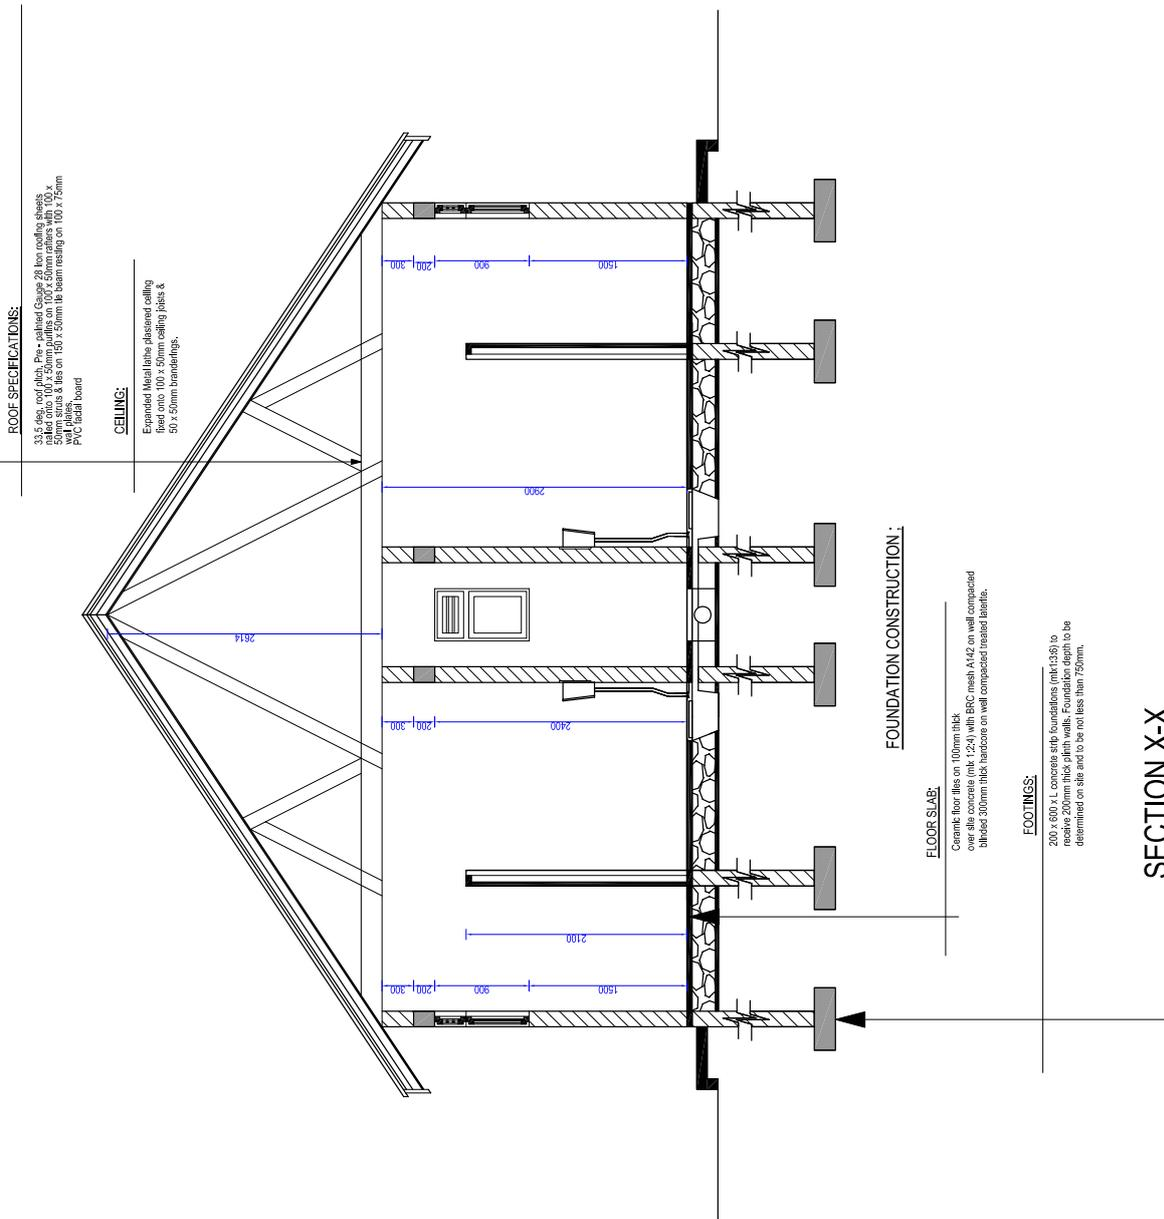 ROOF SPECIFICATIONS:
33,5 deg, roof pitch, Pre - painted Gauge 28 Iron roofing sheets
nailed onto 100 x 50mm purlins on 100 x 50mm rafters with 100 x
50mm struts & ties on 150 x 50mm tie beam resting on 100 x 75mm
wall plates.
PVC facial board
CEILING:
Expanded Metal lathe plastered ceiling
fixed onto 100 x 50mm ceiling joists &
50 x 50mm branderings.
2614
300
200
900
1500
2900
300
200
2400
2100
300
200
900
1500
FOUNDATION CONSTRUCTION :
FLOOR SLAB:
Ceramic floor tiles on 100mm thick
over site concrete (mix 1:2:4) with BRC mesh A142 on well compacted
blinded 300mm thick hardcore on well compacted treated laterite.
FOOTINGS:
200 x 600 x L concrete strip foundations (mix1:3:6) to
receive 200mm thick plinth walls. Foundation depth to be
determined on site and to be not less than 750mm.
SECTION X-X